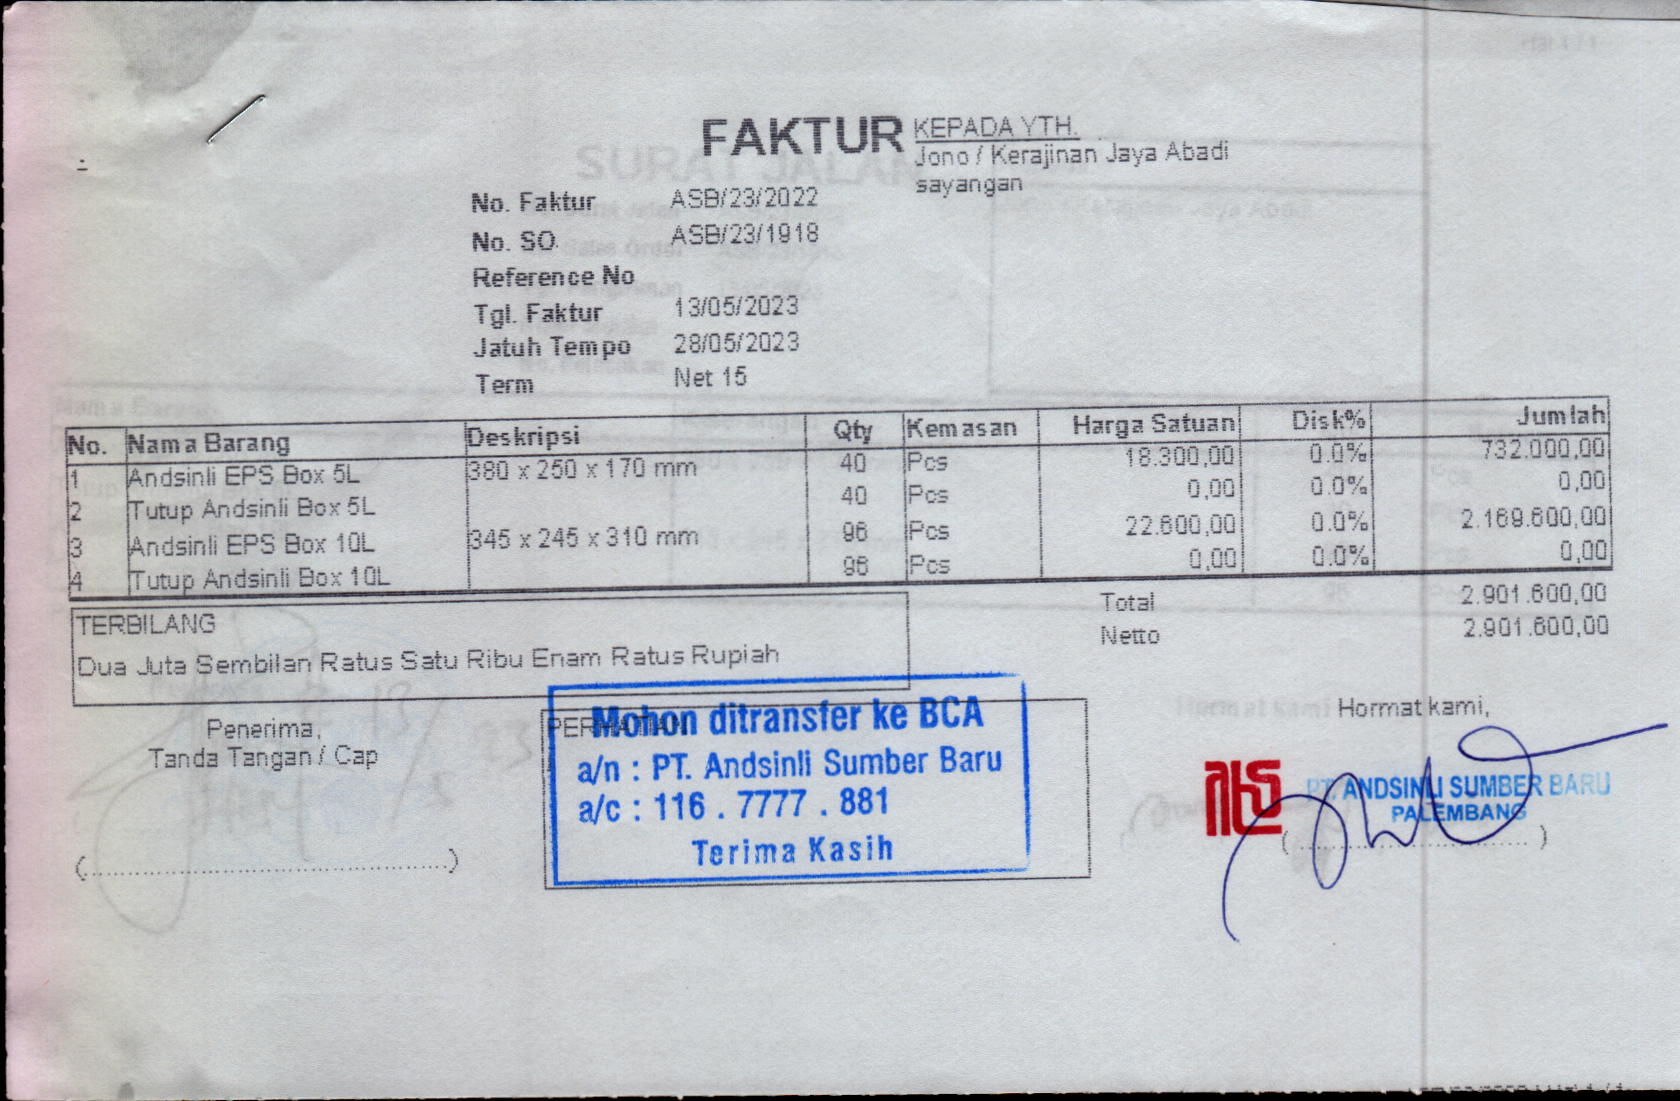 FAKTUR
KEPADA YTH.
Jono / Kerajinan Jaya Abadi
sayangan
SURAT JALAN
No. Faktur ASB/23/2022
No. SO. ASB/23/1918
Reference No
Tgl. Faktur 13/05/2023
Jatuh Tempo 28/05/2023
Term Net 15
No. Nama Barang Deskripsi Qty Kemasan Harga Satuan Disk% Jumlah
1 Andsinli EPS Box 5L 380 x 250 x 170 mm 40 Pcs 18.300,00 0.0% 732.000,00
2 Tutup Andsinli Box 5L 40 Pcs 0,00 0.0% 0,00
3 Andsinli EPS Box 10L 345 x 245 x 310 mm 96 Pcs 22.600,00 0.0% 2.169.600,00
4 Tutup Andsinli Box 10L 96 Pcs 0,00 0.0% 0,00
Total 2.901.600,00
Netto 2.901.600,00
TERBILANG
Dua Juta Sembilan Ratus Satu Ribu Enam Ratus Rupiah
Penerima,
Tanda Tangan / Cap
PERHATIAN
Mohon ditransfer ke BCA
a/n : PT. Andsinli Sumber Baru
a/c : 116 . 7777 . 881
Terima Kasih
Hormat kami,
PT. ANDSINLI SUMBER BARU
PALEMBANG